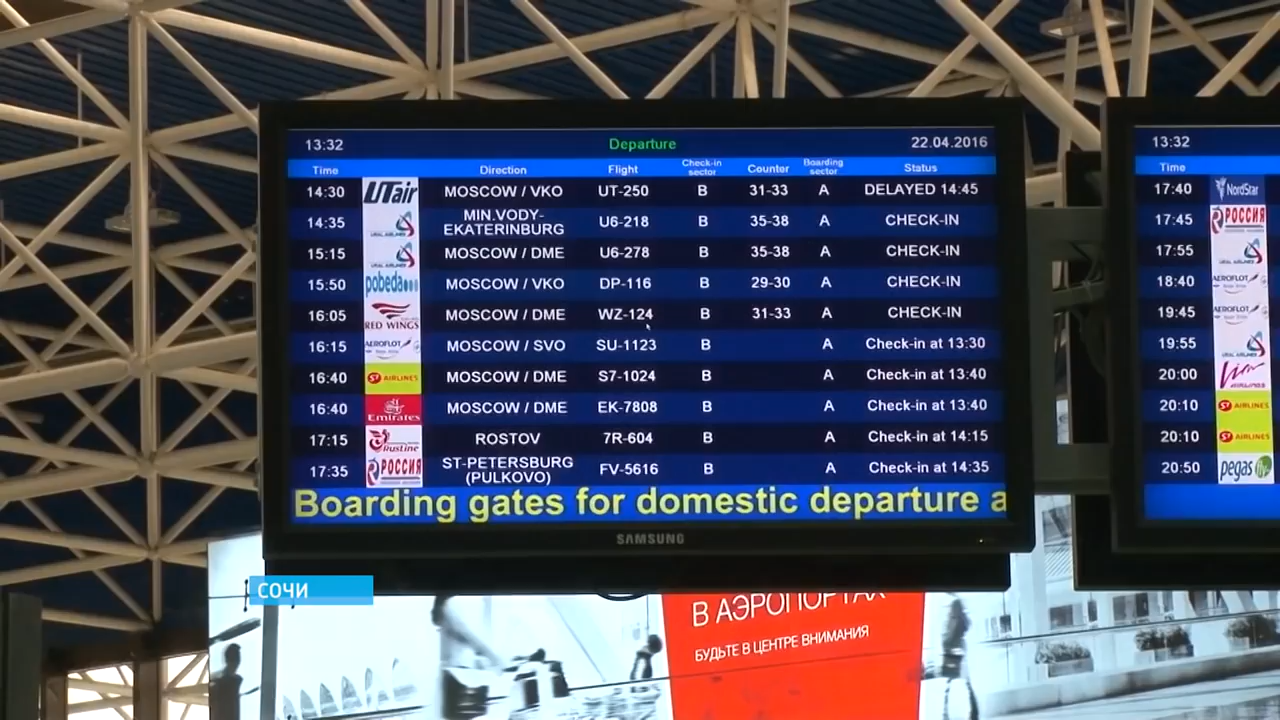 13:32 Departure 22.04.2016
Time Direction Flight Check-in sector Counter Boarding sector Status
14:30 UTair MOSCOW / VKO UT-250 B 31-33 A DELAYED 14:45
14:35 URAL AIRLINES MIN.VODY-EKATERINBURG U6-218 B 35-38 A CHECK-IN
15:15 URAL AIRLINES MOSCOW / DME U6-278 B 35-38 A CHECK-IN
15:50 pobeda MOSCOW / VKO DP-116 B 29-30 A CHECK-IN
16:05 RED WINGS MOSCOW / DME WZ-124 B 31-33 A CHECK-IN
16:15 AEROFLOT MOSCOW / SVO SU-1123 B A Check-in at 13:30
16:40 S7 AIRLINES MOSCOW / DME S7-1024 B A Check-in at 13:40
16:40 Emirates MOSCOW / DME EK-7808 B A Check-in at 13:40
17:15 Rusline ROSTOV 7R-604 B A Check-in at 14:15
17:35 РОССИЯ ST-PETERSBURG (PULKOVO) FV-5616 B A Check-in at 14:35
Boarding gates for domestic departure a
SAMSUNG
13:32
Time
17:40 NordStar
17:45 РОССИЯ
17:55
18:40 AEROFLOT
19:45 AEROFLOT
19:55
20:00 Vim AIRLINES
20:10 S7 AIRLINES
20:10 S7 AIRLINES
20:50 pegas fly
СОЧИ
В АЭРОПОРТАХ
БУДЬТЕ В ЦЕНТРЕ ВНИМАНИЯ